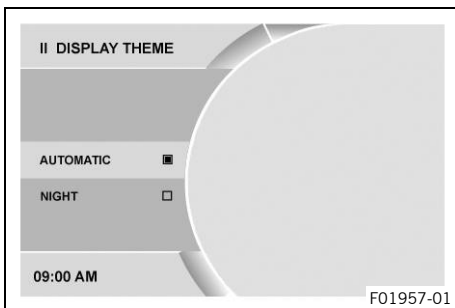 II DISPLAY THEME
AUTOMATIC
NIGHT
09:00 AM
F01957-01